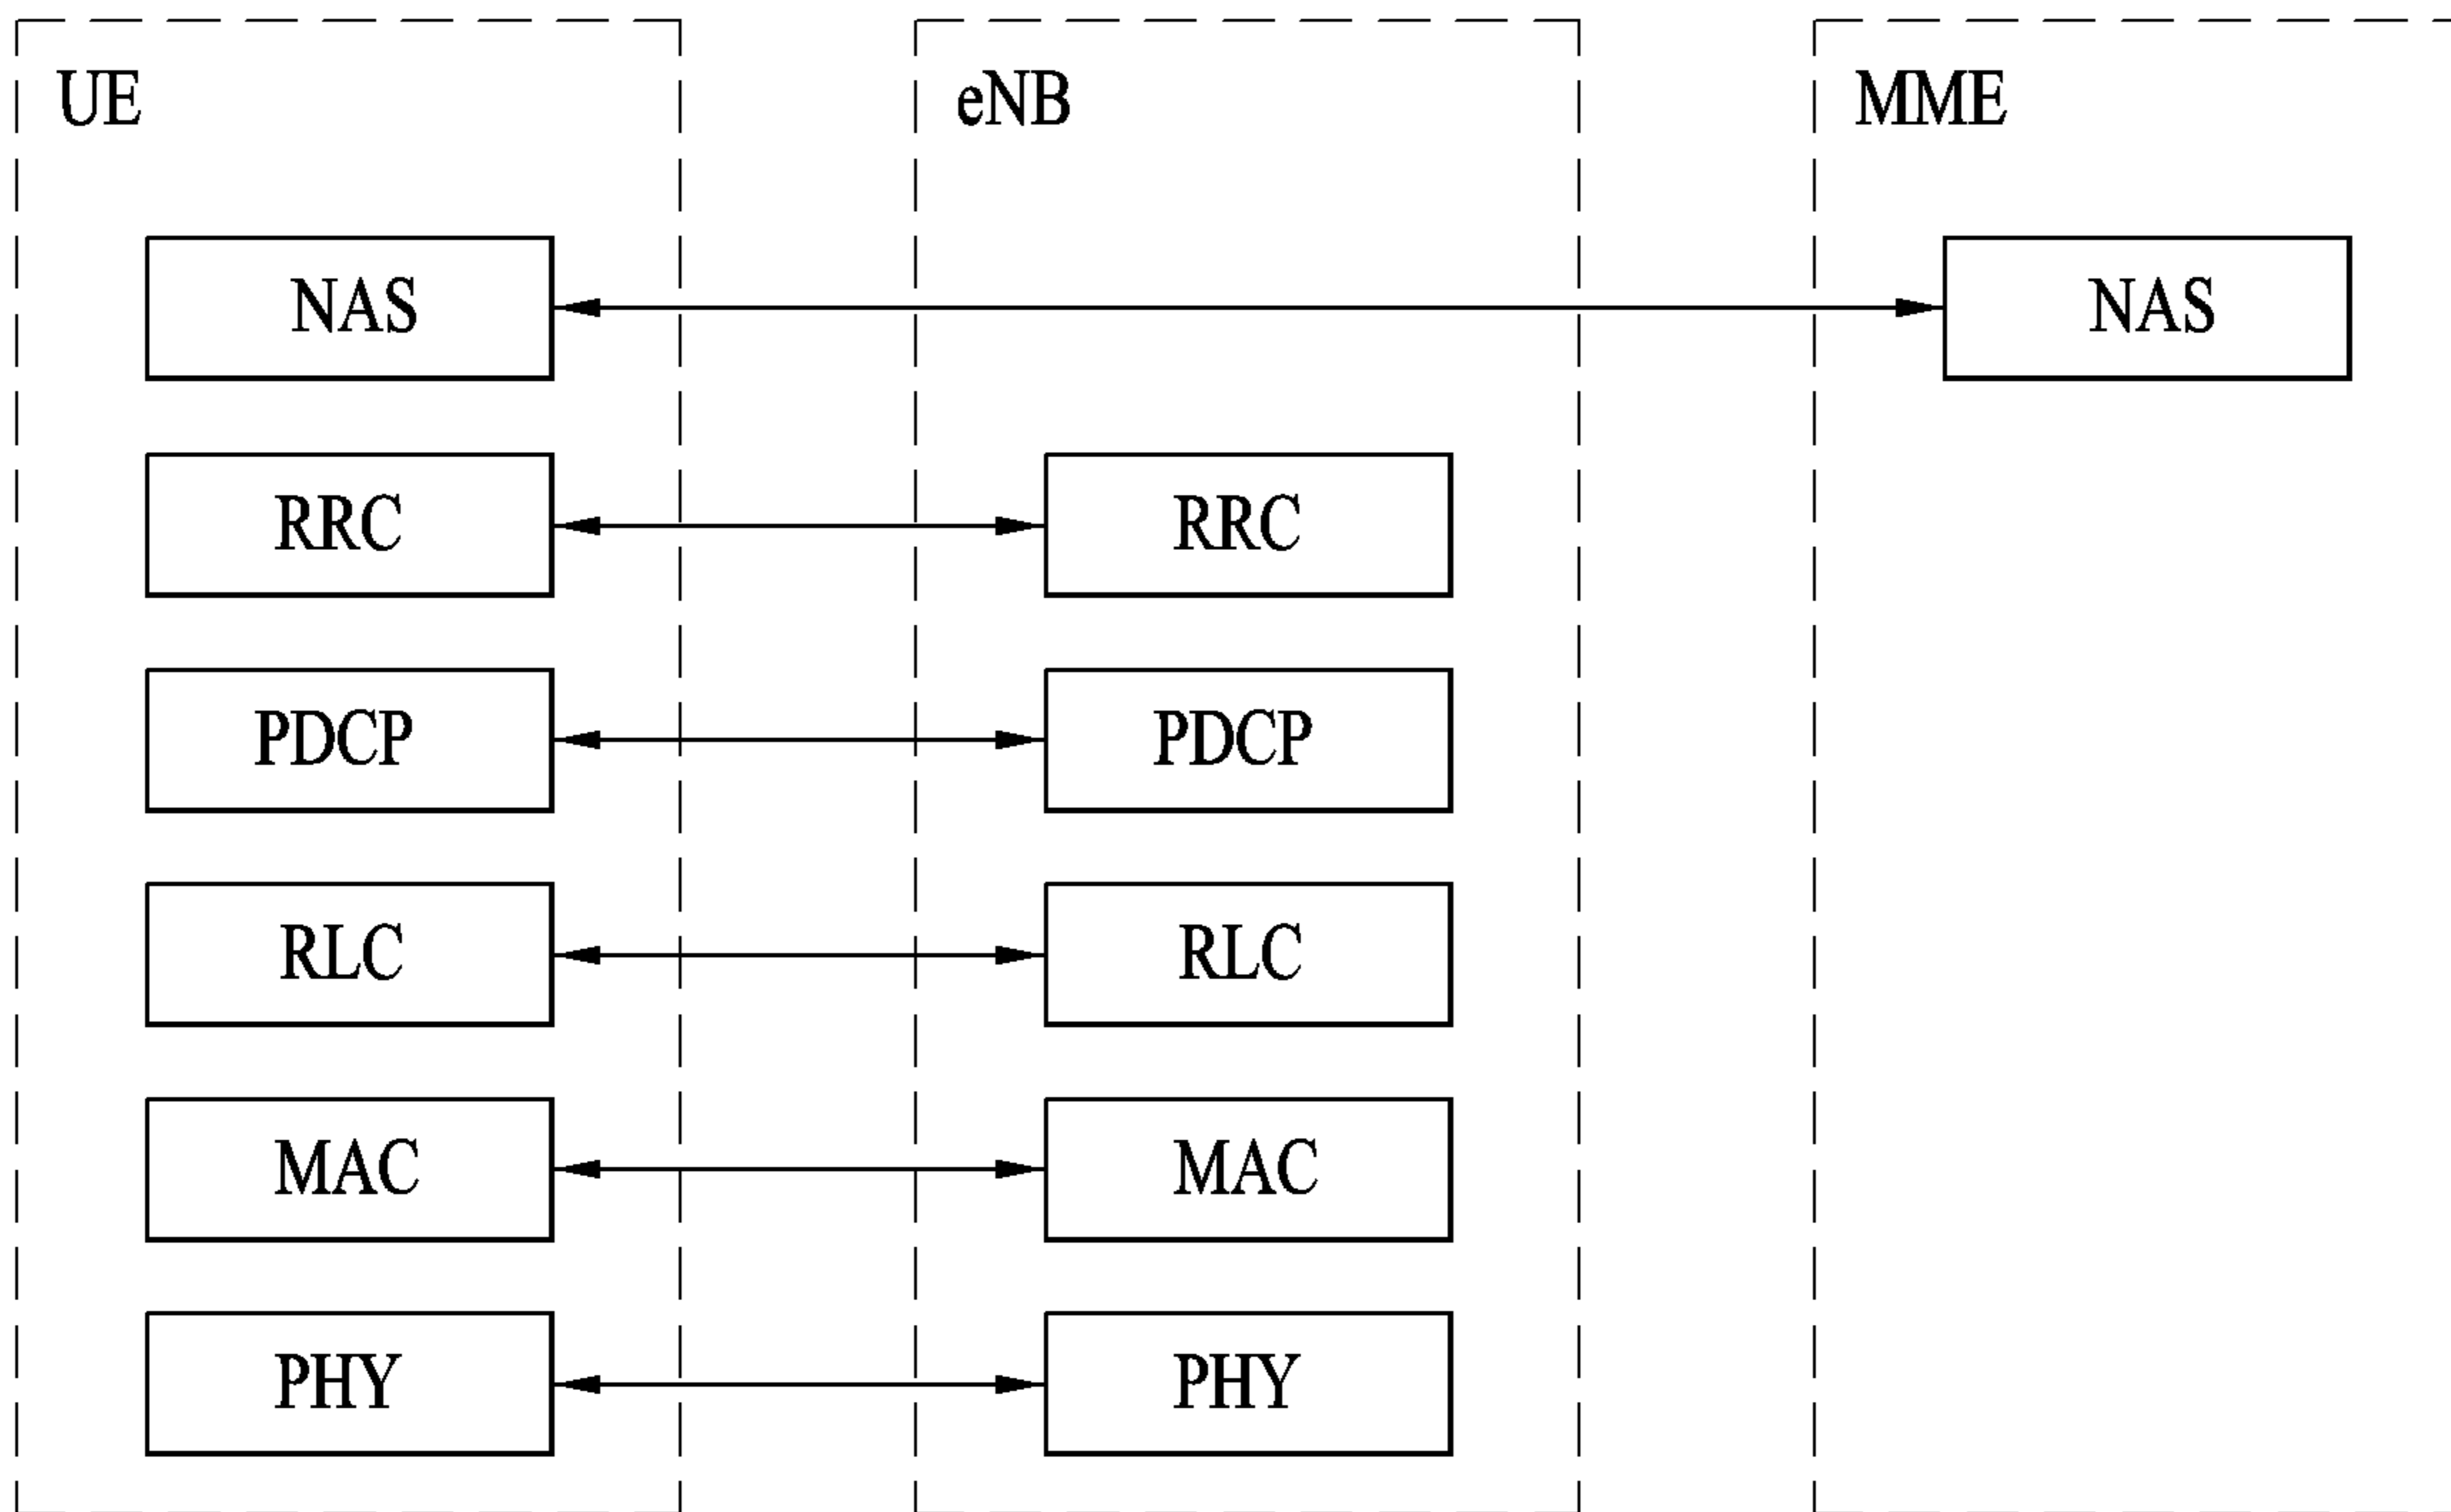 UE eNB MME
NAS NAS
RRC RRC
PDCP PDCP
RLC RLC
MAC MAC
PHY PHY